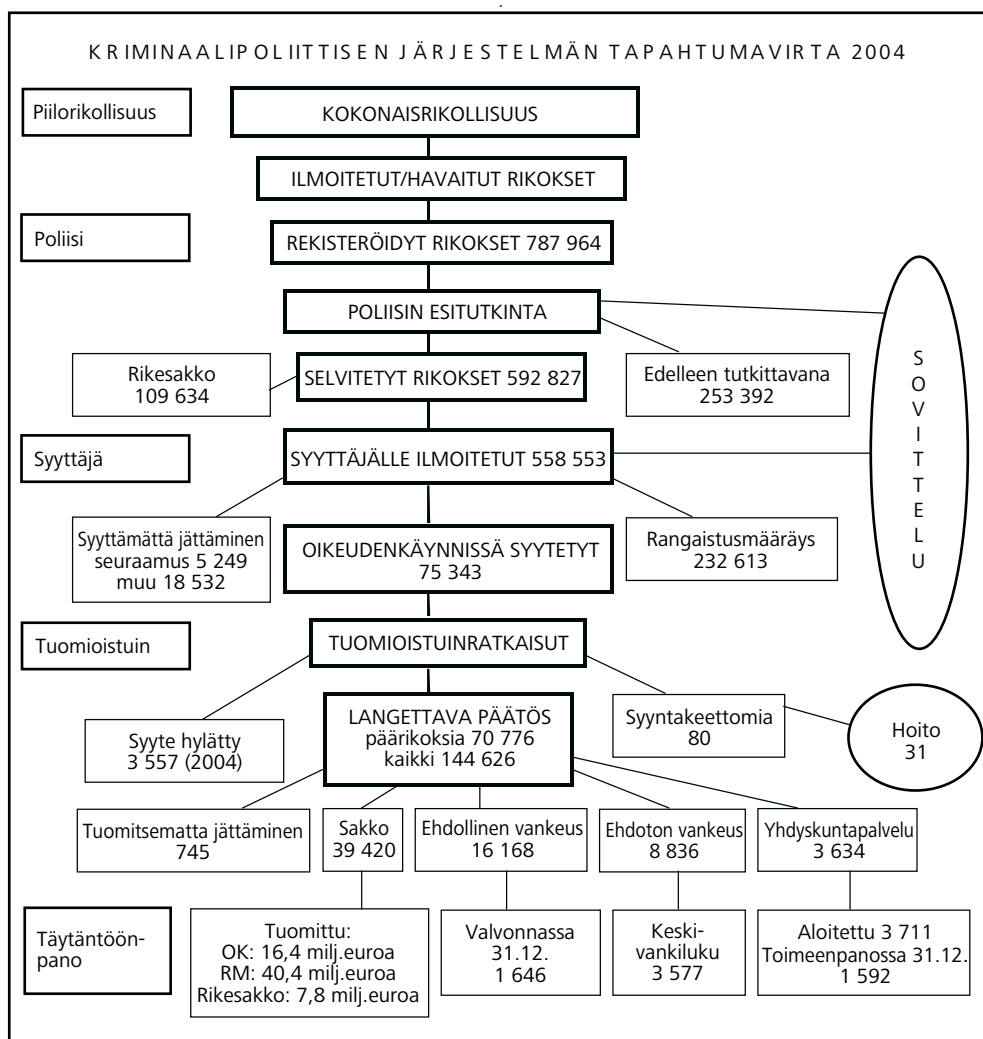 KRIMINAALIPOLIITTISEN JÄRJESTELMÄN TAPAHTUMAVIRTA 2004
Piilorikollisuus
KOKONAISRIKOLLISUUS
ILMOITETUT/HAVAITUT RIKOKSET
Poliisi
REKISTERÖIDYT RIKOKSET 787 964
POLIISIN ESITUTKINTA
SOVITTELU
Rikesakko
109 634
SELVITETYT RIKOKSET 592 827
Edelleen tutkittavana
253 392
Syyttäjä
SYYTTÄJÄLLE ILMOITETUT 558 553
Syyttämättä jättäminen
seuraamus 5 249
muu 18 532
OIKEUDENKÄYNNISSÄ SYYTETYT
75 343
Rangaistusmääräys
232 613
Tuomioistuin
TUOMIOISTUINRATKAISUT
Syyte hylätty
3 557 (2004)
LANGETTAVA PÄÄTÖS
päärikoksia 70 776
kaikki 144 626
Syyntakeettomia
80
Hoito
31
Tuomitsematta jättäminen
745
Sakko
39 420
Ehdollinen vankeus
16 168
Ehdoton vankeus
8 836
Yhdyskuntapalvelu
3 634
Täytäntöön-
pano
Tuomittu:
OK: 16,4 milj.euroa
RM: 40,4 milj.euroa
Rikesakko: 7,8 milj.euroa
Valvonnassa
31.12.
1 646
Keski-
vankiluku
3 577
Aloitettu 3 711
Toimeenpanossa 31.12.
1 592